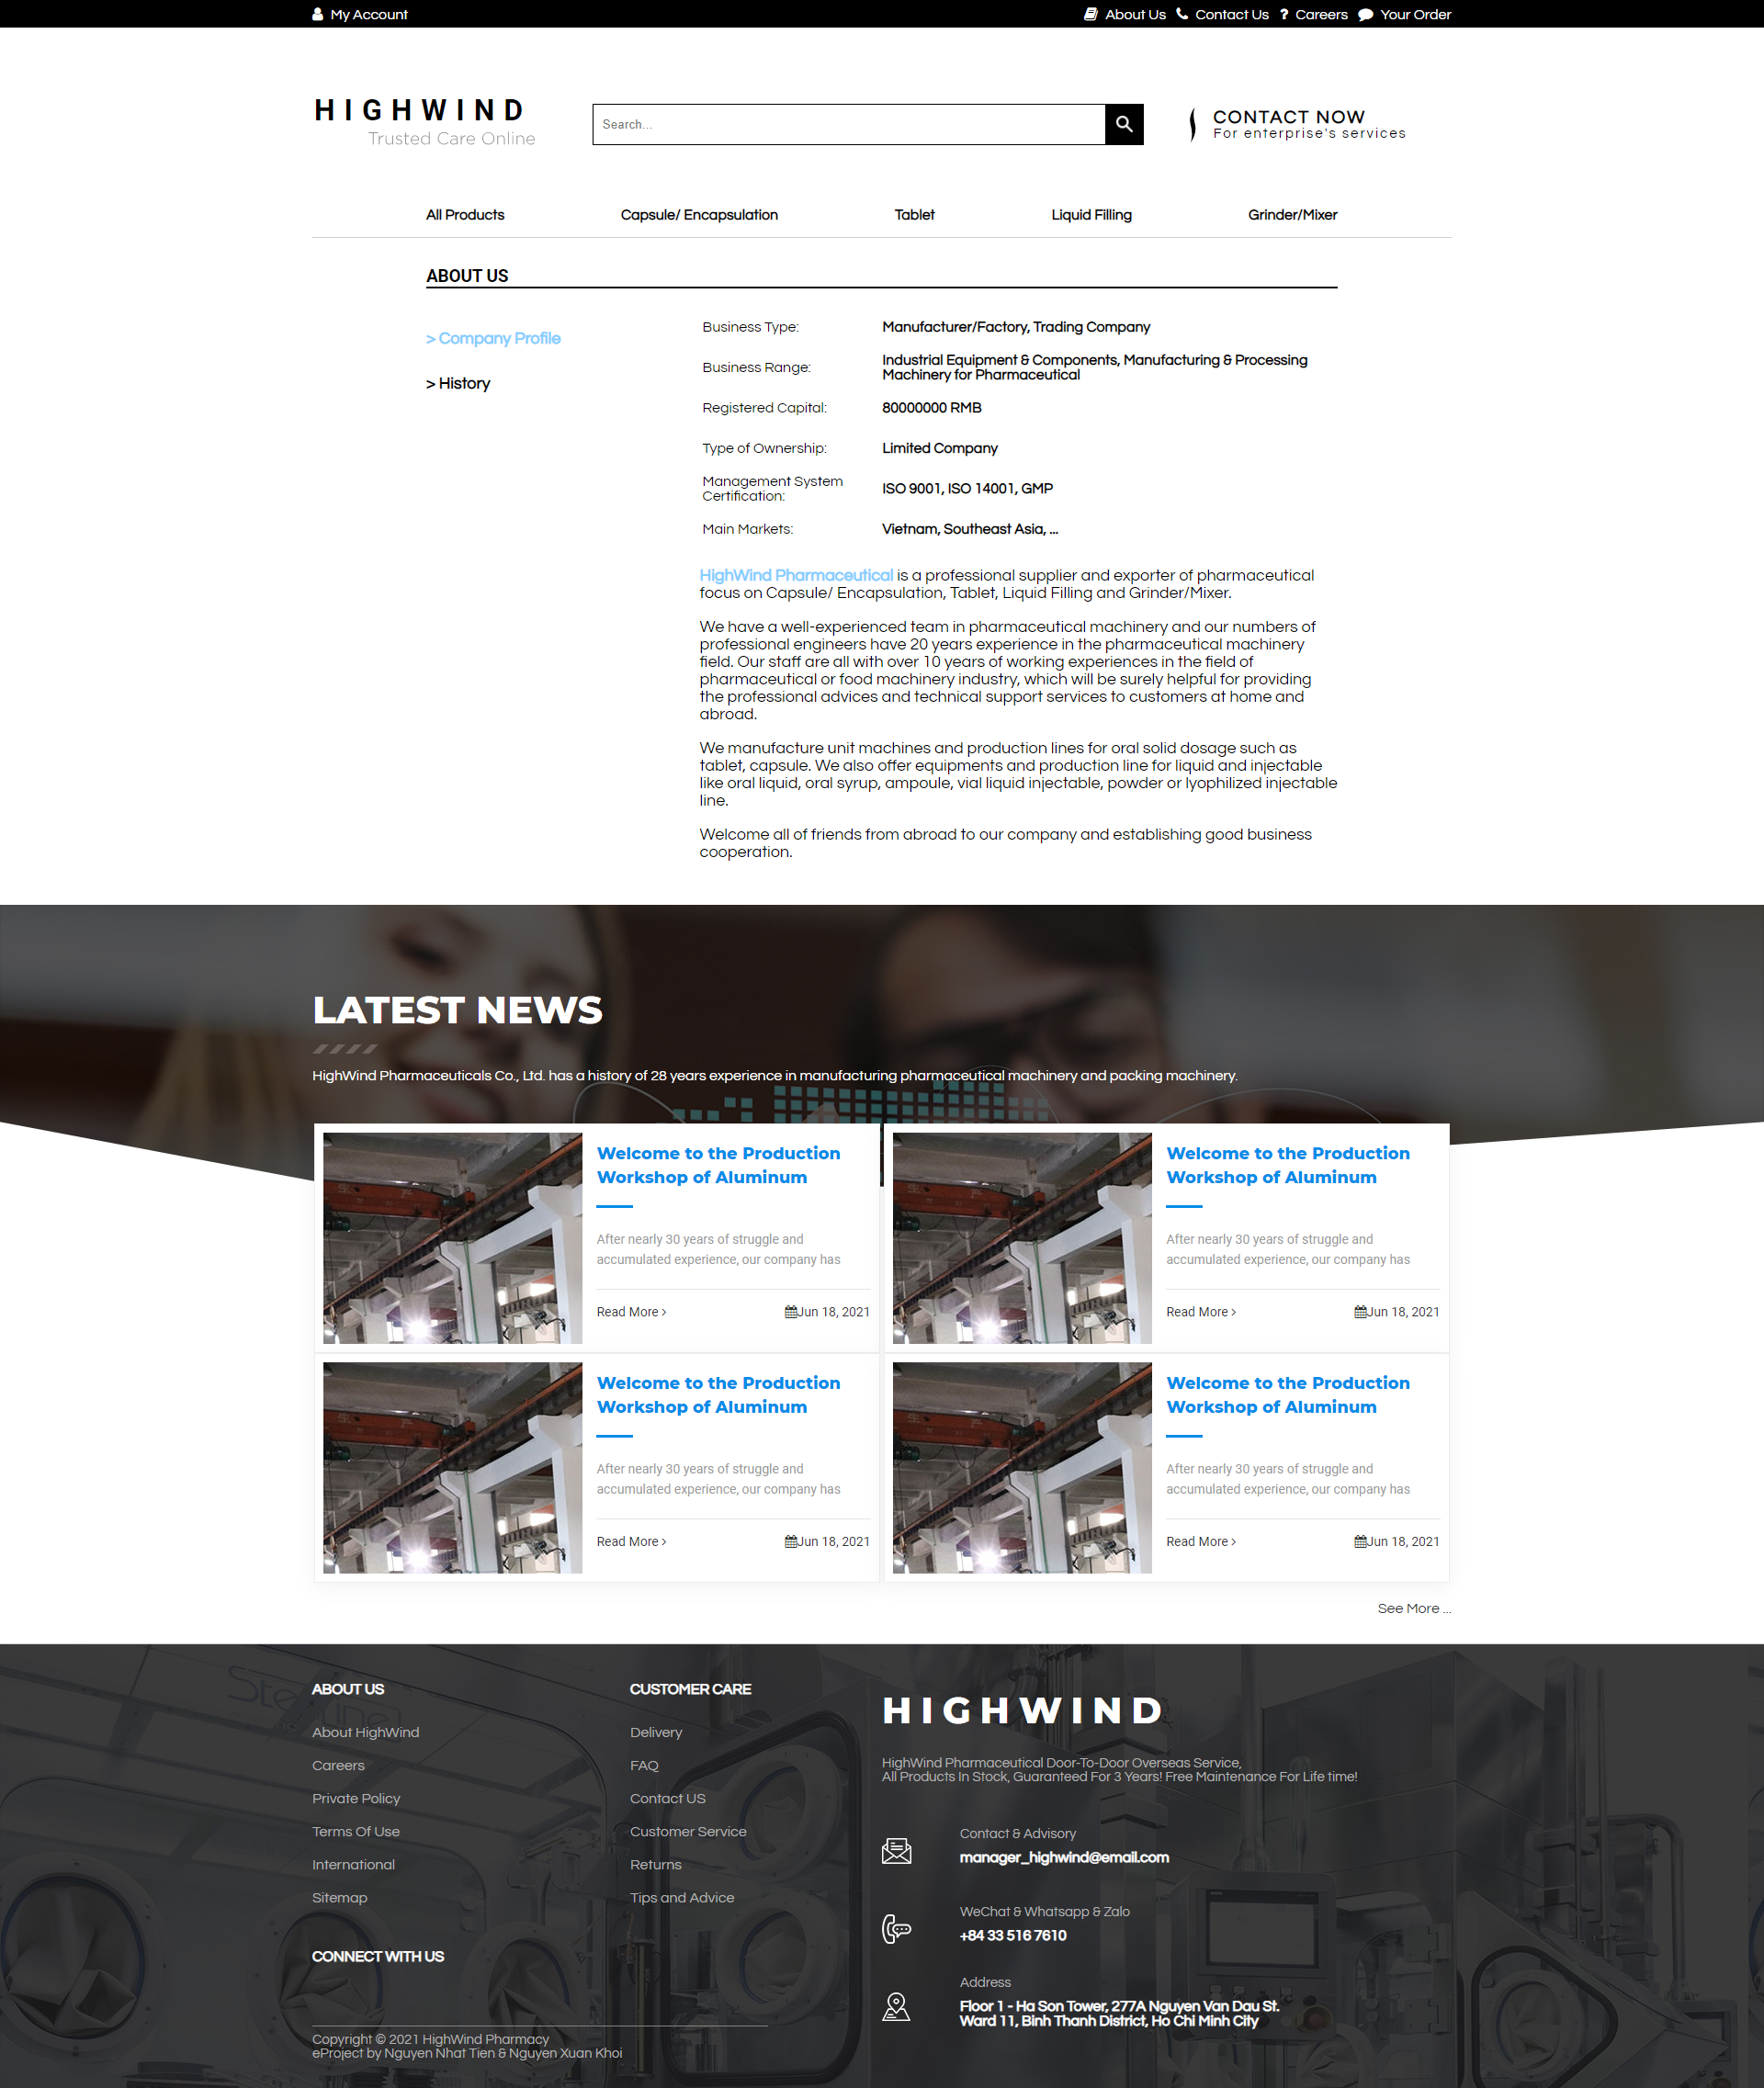 My Account
About Us Contact Us Careers Your Order
HIGHWIND
Trusted Care Online
Search...
CONTACT NOW
For enterprise's services
All Products Capsule/ Encapsulation Tablet Liquid Filling Grinder/Mixer
ABOUT US
> Company Profile
> History
Business Type: Manufacturer/Factory, Trading Company
Business Range: Industrial Equipment & Components, Manufacturing & Processing
Machinery for Pharmaceutical
Registered Capital: 80000000 RMB
Type of Ownership: Limited Company
Management System
Certification: ISO 9001, ISO 14001, GMP
Main Markets: Vietnam, Southeast Asia, ...
HighWind Pharmaceutical is a professional supplier and exporter of pharmaceutical
focus on Capsule/ Encapsulation, Tablet, Liquid Filling and Grinder/Mixer.
We have a well-experienced team in pharmaceutical machinery and our numbers of
professional engineers have 20 years experience in the pharmaceutical machinery
field. Our staff are all with over 10 years of working experiences in the field of
pharmaceutical or food machinery industry, which will be surely helpful for providing
the professional advices and technical support services to customers at home and
abroad.
We manufacture unit machines and production lines for oral solid dosage such as
tablet, capsule. We also offer equipments and production line for liquid and injectable
like oral liquid, oral syrup, ampoule, vial liquid injectable, powder or lyophilized injectable
line.
Welcome all of friends from abroad to our company and establishing good business
cooperation.
LATEST NEWS
HighWind Pharmaceuticals Co., Ltd. has a history of 28 years experience in manufacturing pharmaceutical machinery and packing machinery.
Welcome to the Production
Workshop of Aluminum
After nearly 30 years of struggle and
accumulated experience, our company has
Read More > Jun 18, 2021
Welcome to the Production
Workshop of Aluminum
After nearly 30 years of struggle and
accumulated experience, our company has
Read More > Jun 18, 2021
Welcome to the Production
Workshop of Aluminum
After nearly 30 years of struggle and
accumulated experience, our company has
Read More > Jun 18, 2021
Welcome to the Production
Workshop of Aluminum
After nearly 30 years of struggle and
accumulated experience, our company has
Read More > Jun 18, 2021
See More ...
ABOUT US
About HighWind
Careers
Private Policy
Terms Of Use
International
Sitemap
CUSTOMER CARE
Delivery
FAQ
Contact US
Customer Service
Returns
Tips and Advice
CONNECT WITH US
Copyright © 2021 HighWind Pharmacy
eProject by Nguyen Nhat Tien & Nguyen Xuan Khoi
HIGHWIND
HighWind Pharmaceutical Door-To-Door Overseas Service,
All Products In Stock, Guaranteed For 3 Years! Free Maintenance For Life time!
Contact & Advisory
manager_highwind@email.com
WeChat & Whatsapp & Zalo
+84 33 516 7610
Address
Floor 1 - Ha Son Tower, 277A Nguyen Van Dau St.
Ward 11, Binh Thanh District, Ho Chi Minh City